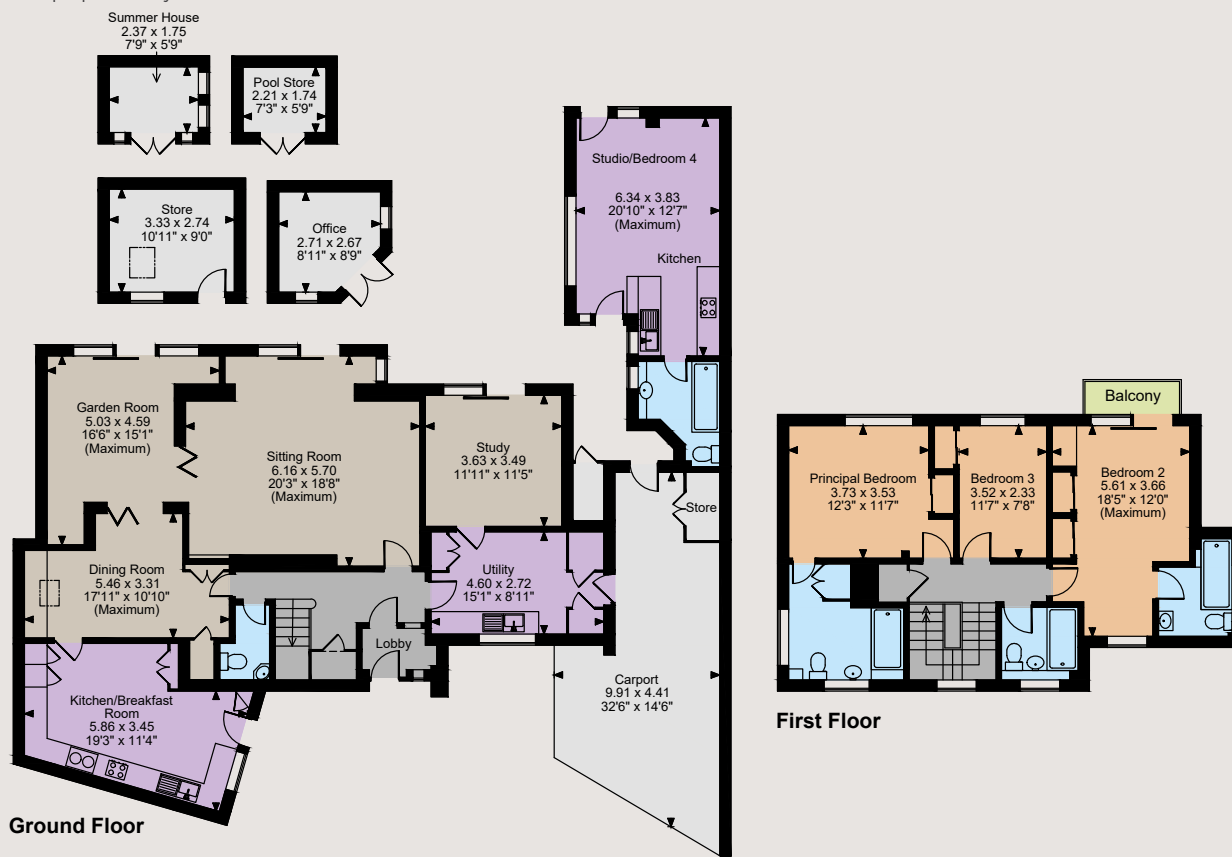 Summer House
2.37 x 1.75
7'9" x 5'9"
Pool Store
2.21 x 1.74
7'3" x 5'9"
Store
3.33 x 2.74
10'11" x 9'0"
Office
2.71 x 2.67
8'11" x 8'9"
Studio/Bedroom 4
6.34 x 3.83
20'10" x 12'7"
(Maximum)
Kitchen
Garden Room
5.03 x 4.59
16'6" x 15'1"
(Maximum)
Sitting Room
6.16 x 5.70
20'3" x 18'8"
(Maximum)
Study
3.63 x 3.49
11'11" x 11'5"
Store
Dining Room
5.46 x 3.31
17'11" x 10'10"
(Maximum)
Utility
4.60 x 2.72
15'1" x 8'11"
Lobby
Kitchen/Breakfast
Room
5.86 x 3.45
19'3" x 11'4"
Carport
9.91 x 4.41
32'6" x 14'6"
Ground Floor
Balcony
Principal Bedroom
3.73 x 3.53
12'3" x 11'7"
Bedroom 3
3.52 x 2.33
11'7" x 7'8"
Bedroom 2
5.61 x 3.66
18'5" x 12'0"
(Maximum)
First Floor